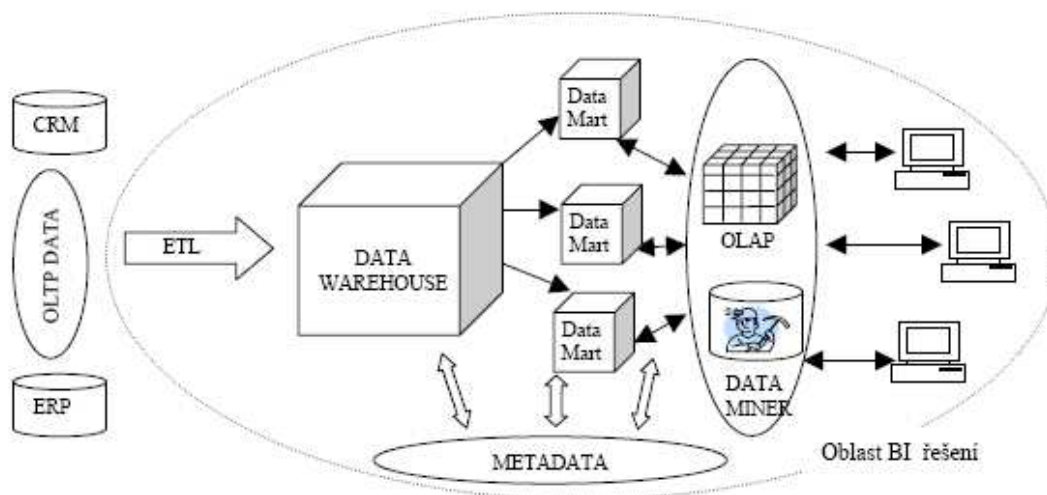 CRM
OLTP DATA
ERP
ETL
DATA
WAREHOUSE
Data
Mart
Data
Mart
Data
Mart
OLAP
DATA
MINER
METADATA
Oblast BI řešení